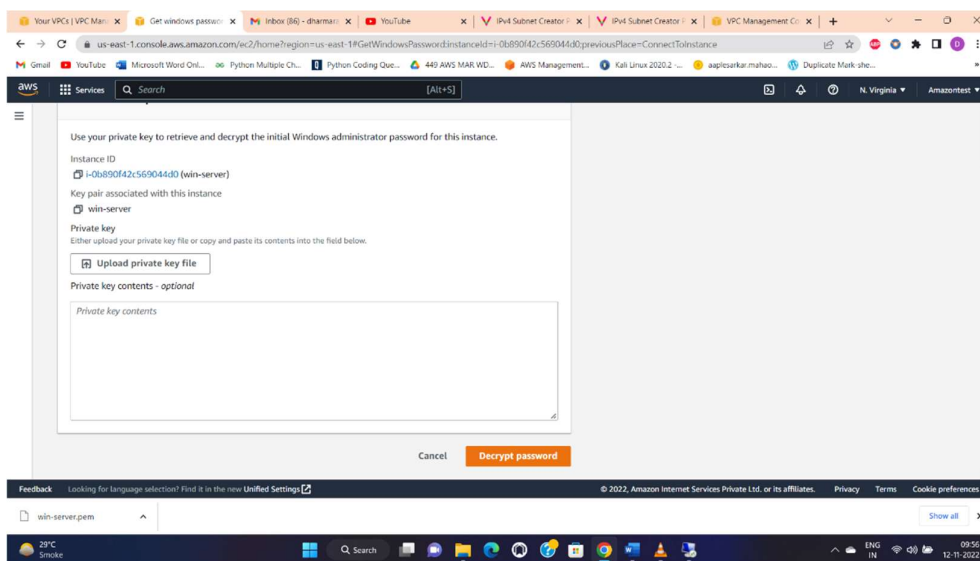 Your VPCs | VPC Mana
Get windows passwor
Inbox (86) - dharmara
YouTube
IPv4 Subnet Creator
IPv4 Subnet Creator
VPC Management Co
us-east-1.console.aws.amazon.com/ec2/home?region=us-east-1#GetWindowsPassword:instanceId=i-0b890f42c569044d0;previousPlace=ConnectToInstance
Gmail YouTube Microsoft Word Onl... Python Multiple Ch... Python Coding Que... 449 AWS MAR WD... AWS Management... Kali Linux 2020.2 -... aaplesarkar.mahao... Duplicate Mark-she...
aws Services Search [Alt+S] N. Virginia Amazontest
Use your private key to retrieve and decrypt the initial Windows administrator password for this instance.
Instance ID
i-0b890f42c569044d0 (win-server)
Key pair associated with this instance
win-server
Private key
Either upload your private key file or copy and paste its contents into the field below.
Upload private key file
Private key contents - optional
Private key contents
Cancel Decrypt password
Feedback Looking for language selection? Find it in the new Unified Settings © 2022, Amazon Internet Services Private Ltd. or its affiliates. Privacy Terms Cookie preferences
win-server.pem Show all
29°C
Smoke
Search
ENG
IN
09:56
12-11-2022